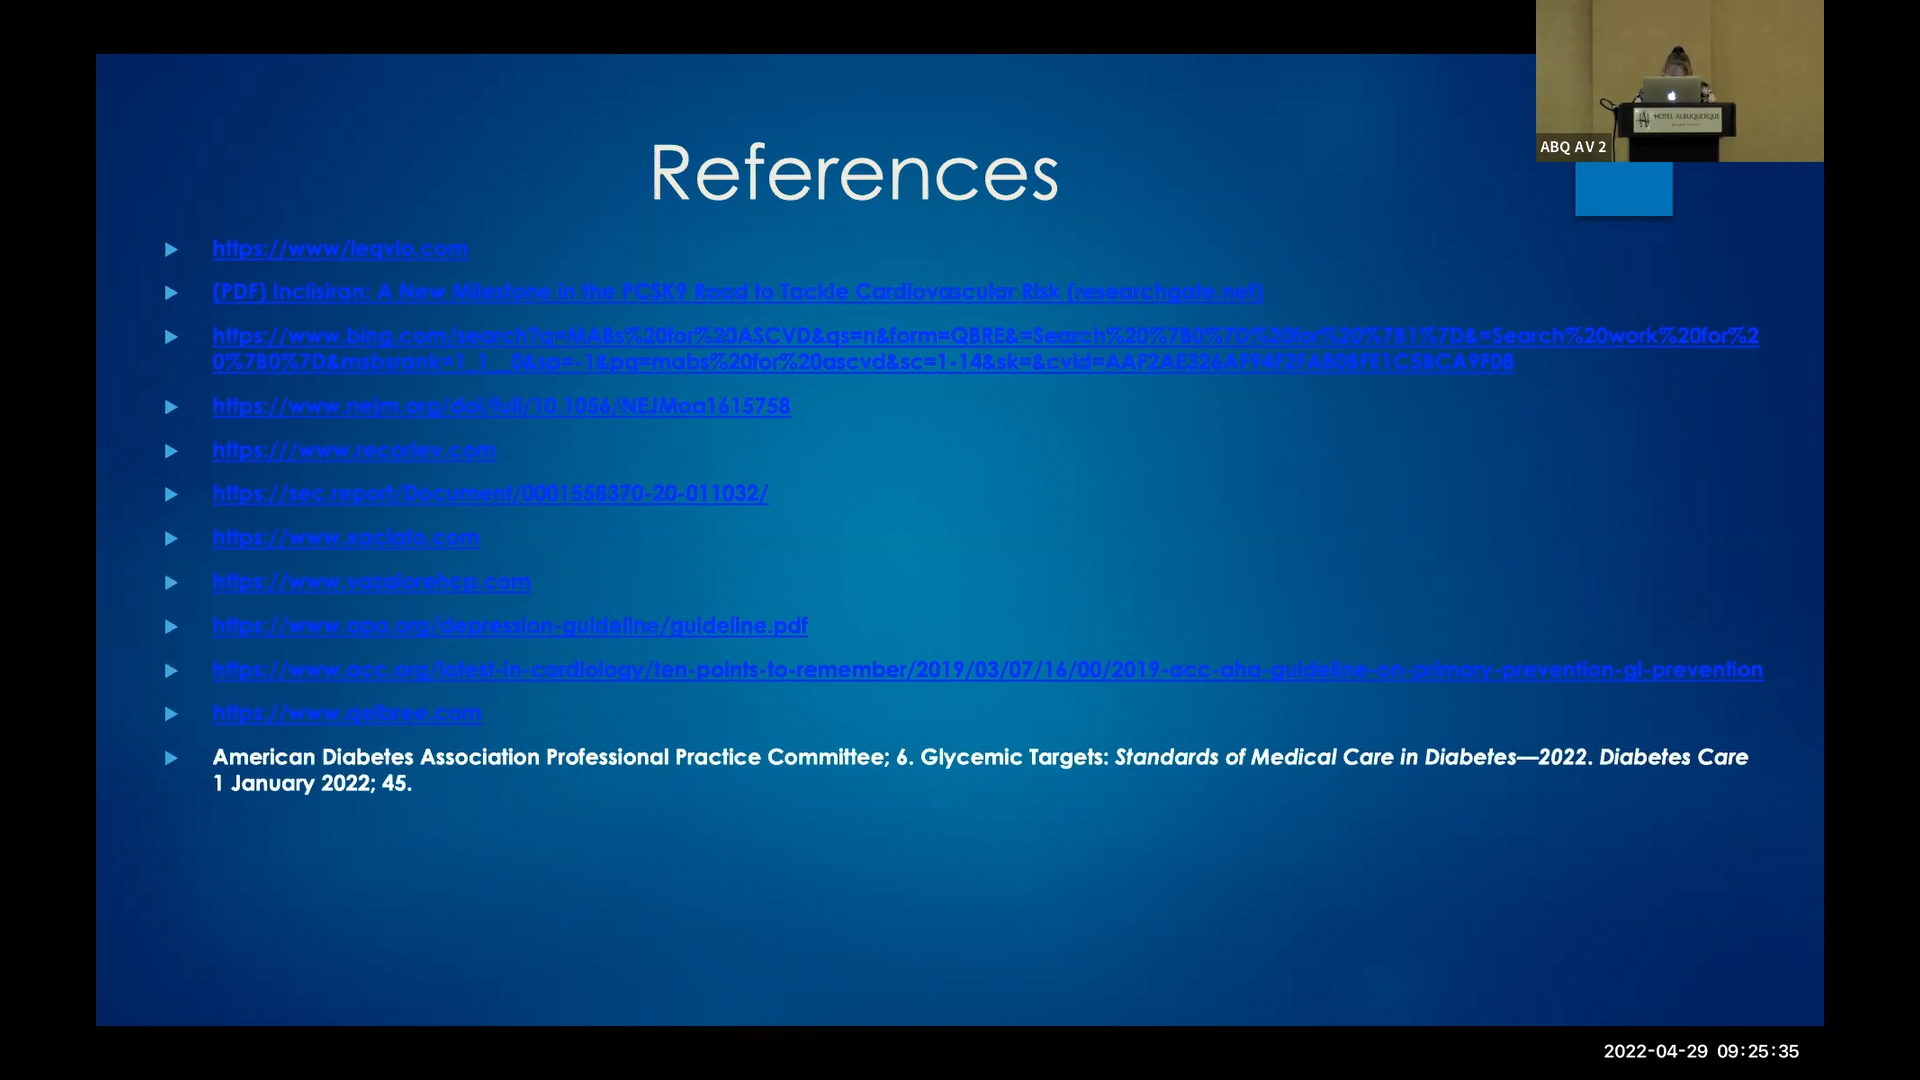 References
https://www/leqvio.com
(PDF) Inclisiran: A New Milestone in the PCSK9 Road to Tackle Cardiovascular Risk (researchgate.net)
https://www.bing.com/search?q=MABs%20for%30ASCVD&qs=n&form=QBRE&=Search%20%7B0%7D%20for%20%7B1%7D&=Search%20work%20for%2
0%7B0%7D&msbsrank=1_1__0&sp=-1&pq=mabs%20for%20ascvd&sc=1-14&sk=&cvid=AAF2AE326AF94F2FA80BFE1C5BCA9F08
https://www.nejm.org/doi/full/10.1056/NEJMoa1615758
https:///www.recorlev.com
https://sec.report/Document/0001558370-20-011032/
https://www.xaciato.com
https://www.vazalorehcp.com
https://www.apa.org/depression-guideline/guideline.pdf
https://www.acc.org/latest-in-cardiology/ten-points-to-remember/2019/03/07/16/00/2019-acc-aha-guideline-on-primary-prevention-gl-prevention
https://www.qelbree.com
American Diabetes Association Professional Practice Committee; 6. Glycemic Targets: Standards of Medical Care in Diabetes—2022. Diabetes Care
1 January 2022; 45.
HOTEL ALBUQUERQUE
ABQ AV 2
2022-04-29 09:25:35